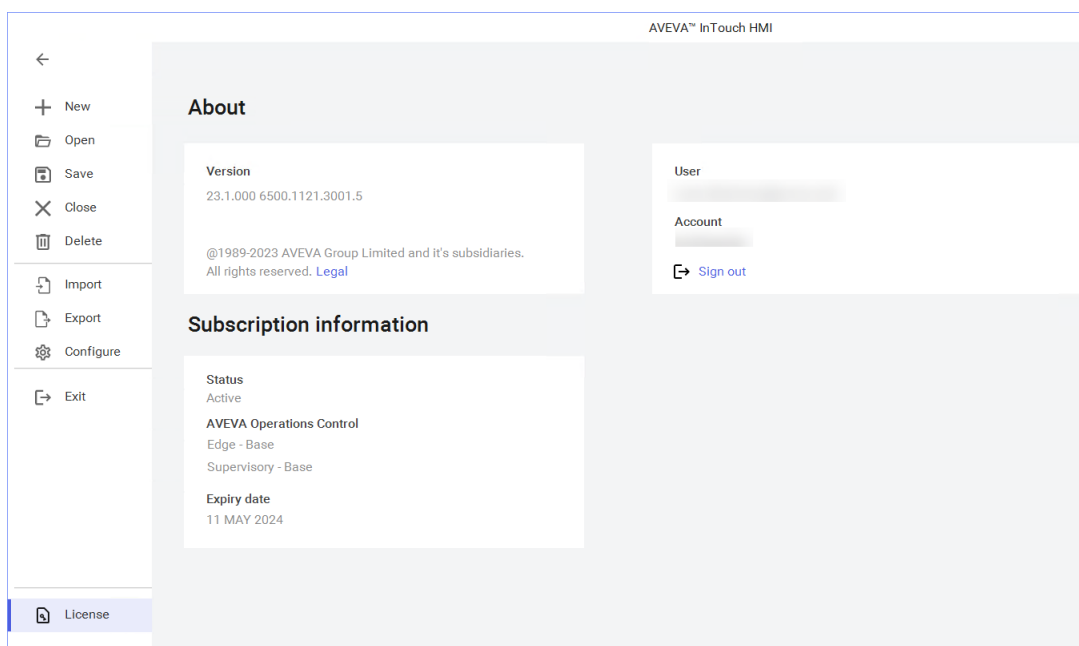 AVEVA™ InTouch HMI
New
Open
Save
Close
Delete
Import
Export
Configure
Exit
License
About
Version
23.1.000 6500.1121.3001.5
@1989-2023 AVEVA Group Limited and it's subsidiaries.
All rights reserved. Legal
User
Account
Sign out
Subscription information
Status
Active
AVEVA Operations Control
Edge - Base
Supervisory - Base
Expiry date
11 MAY 2024